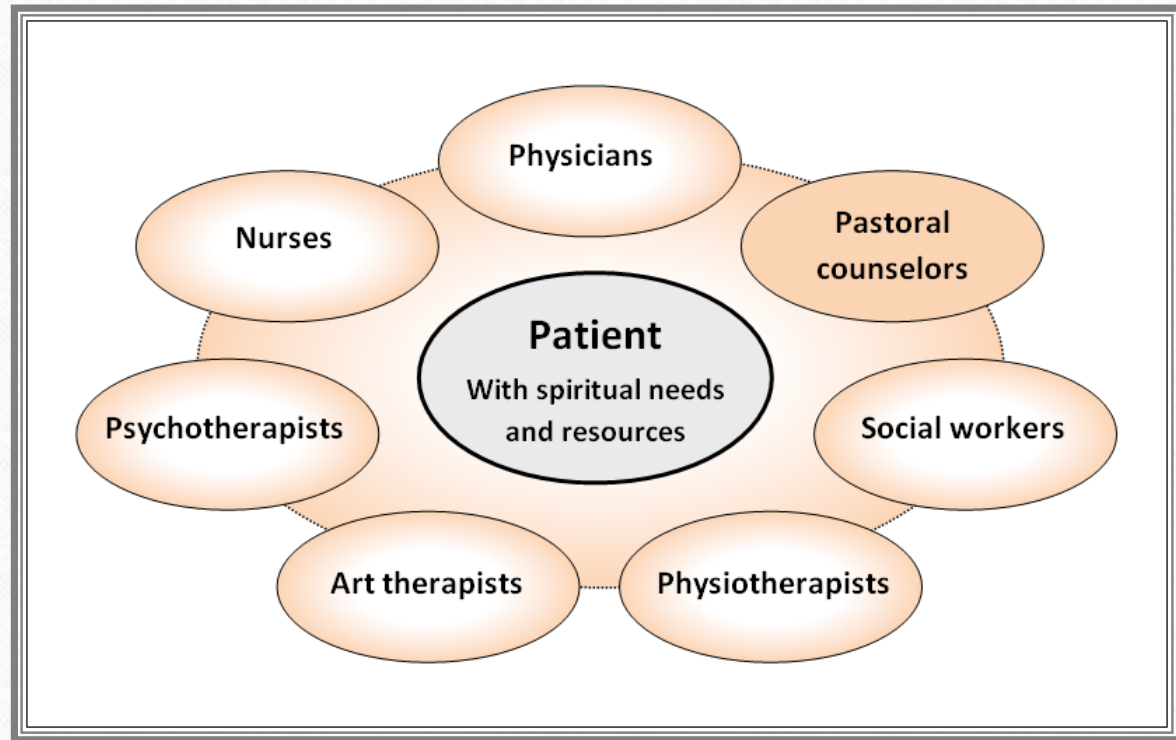 Physicians
Pastoral
counselors
Nurses
Patient
With spiritual needs
and resources
Psychotherapists
Social workers
Art therapists
Physiotherapists